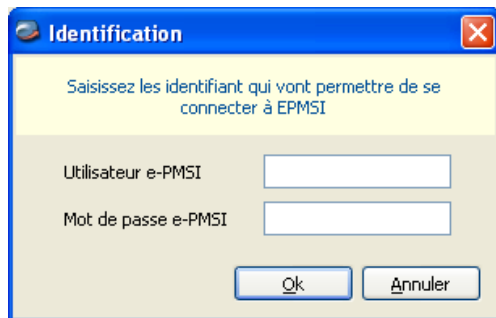 Identification
Saisissez les identifiant qui vont permettre de se
connecter à EPMSI
Utilisateur e-PMSI
Mot de passe e-PMSI
Ok Annuler